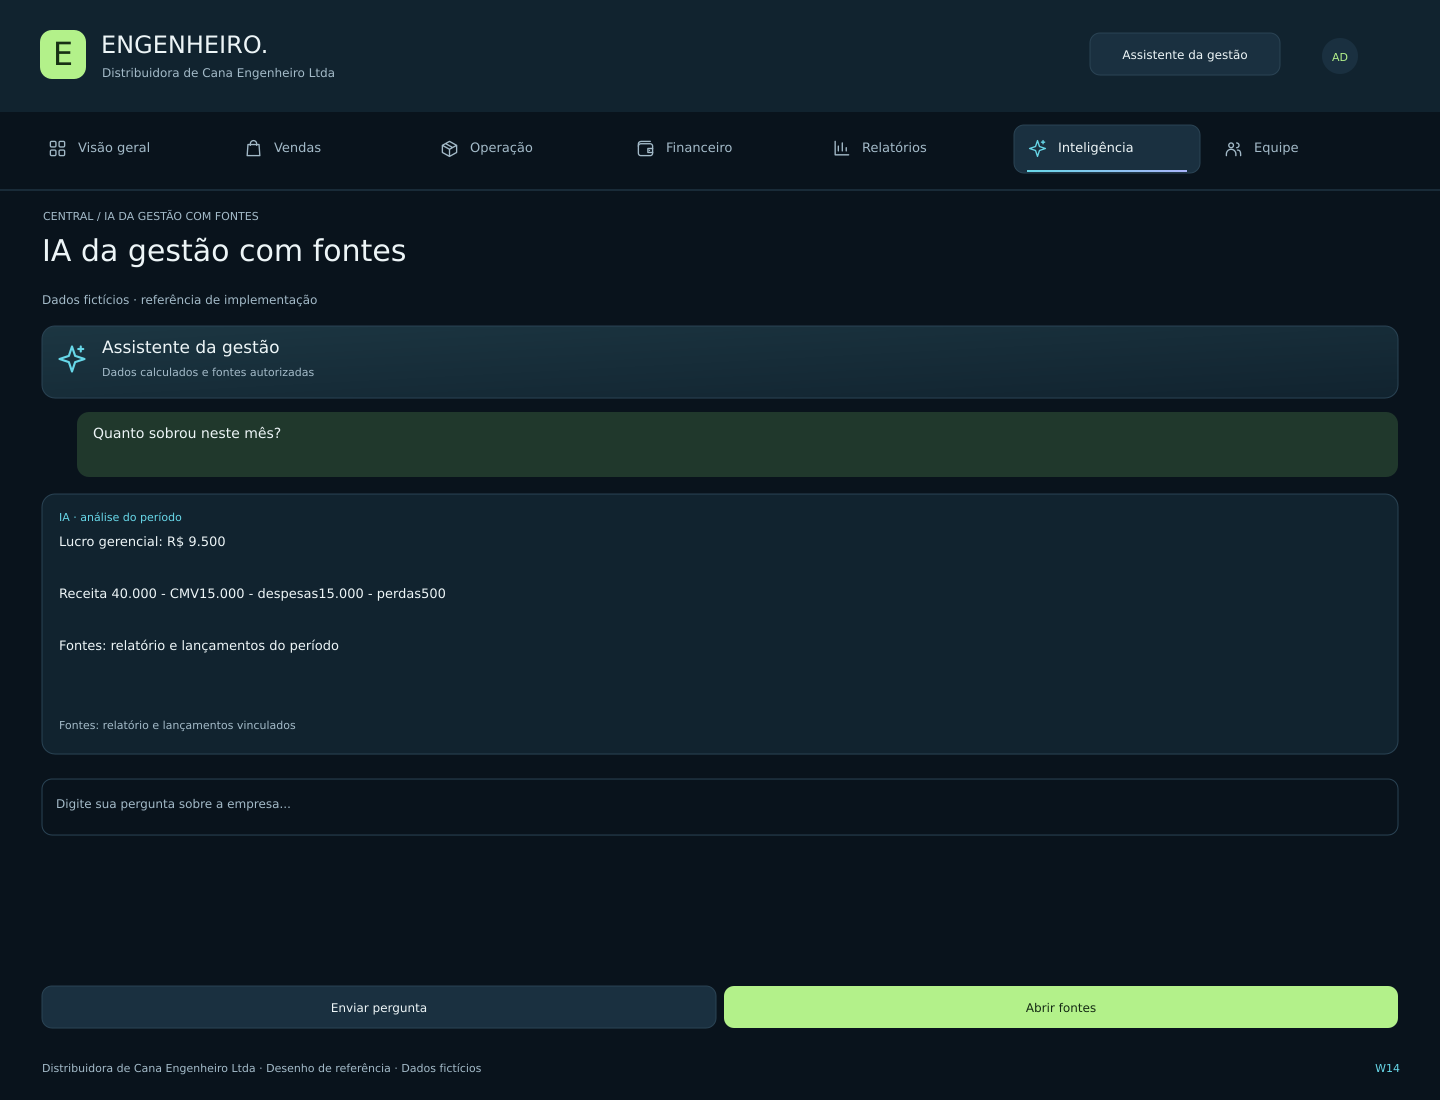 E
ENGENHEIRO.
Distribuidora de Cana Engenheiro Ltda
Assistente da gestão
AD
Visão geral
Vendas
Operação
Financeiro
Relatórios
Inteligência
Equipe
CENTRAL / IA DA GESTÃO COM FONTES
IA da gestão com fontes
Dados fictícios · referência de implementação
Assistente da gestão
Dados calculados e fontes autorizadas
Quanto sobrou neste mês?
IA · análise do período
Lucro gerencial: R$ 9.500
Receita 40.000 - CMV15.000 - despesas15.000 - perdas500
Fontes: relatório e lançamentos do período
Fontes: relatório e lançamentos vinculados
Digite sua pergunta sobre a empresa...
Enviar pergunta
Abrir fontes
Distribuidora de Cana Engenheiro Ltda · Desenho de referência · Dados fictícios
W14